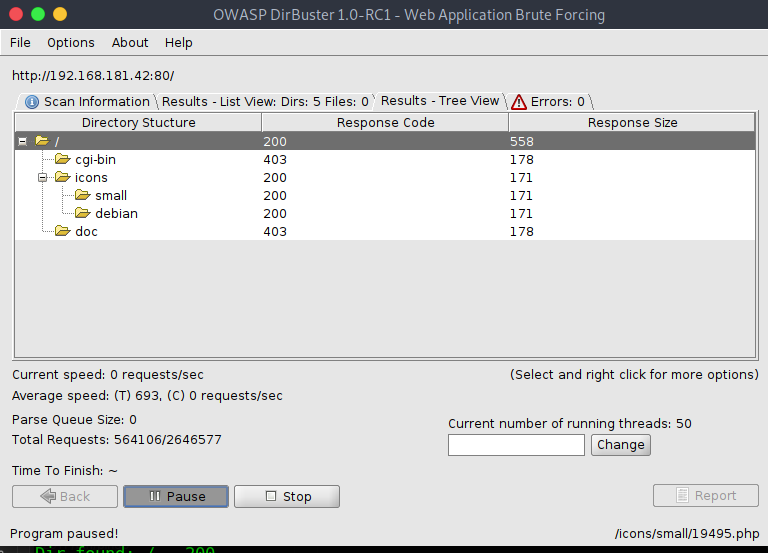 OWASP DirBuster 1.0-RC1 - Web Application Brute Forcing
File Options About Help
http://192.168.181.42:80/
Scan Information Results - List View: Dirs: 5 Files: 0 Results - Tree View Errors: 0
Directory Stucture Response Code Response Size
/ 200 558
cgi-bin 403 178
icons 200 171
small 200 171
debian 200 171
doc 403 178
Current speed: 0 requests/sec (Select and right click for more options)
Average speed: (T) 693, (C) 0 requests/sec
Parse Queue Size: 0
Current number of running threads: 50
Total Requests: 564106/2646577
Change
Time To Finish: ~
Back Pause Stop Report
Program paused! /icons/small/19495.php
Dir found: / - 200